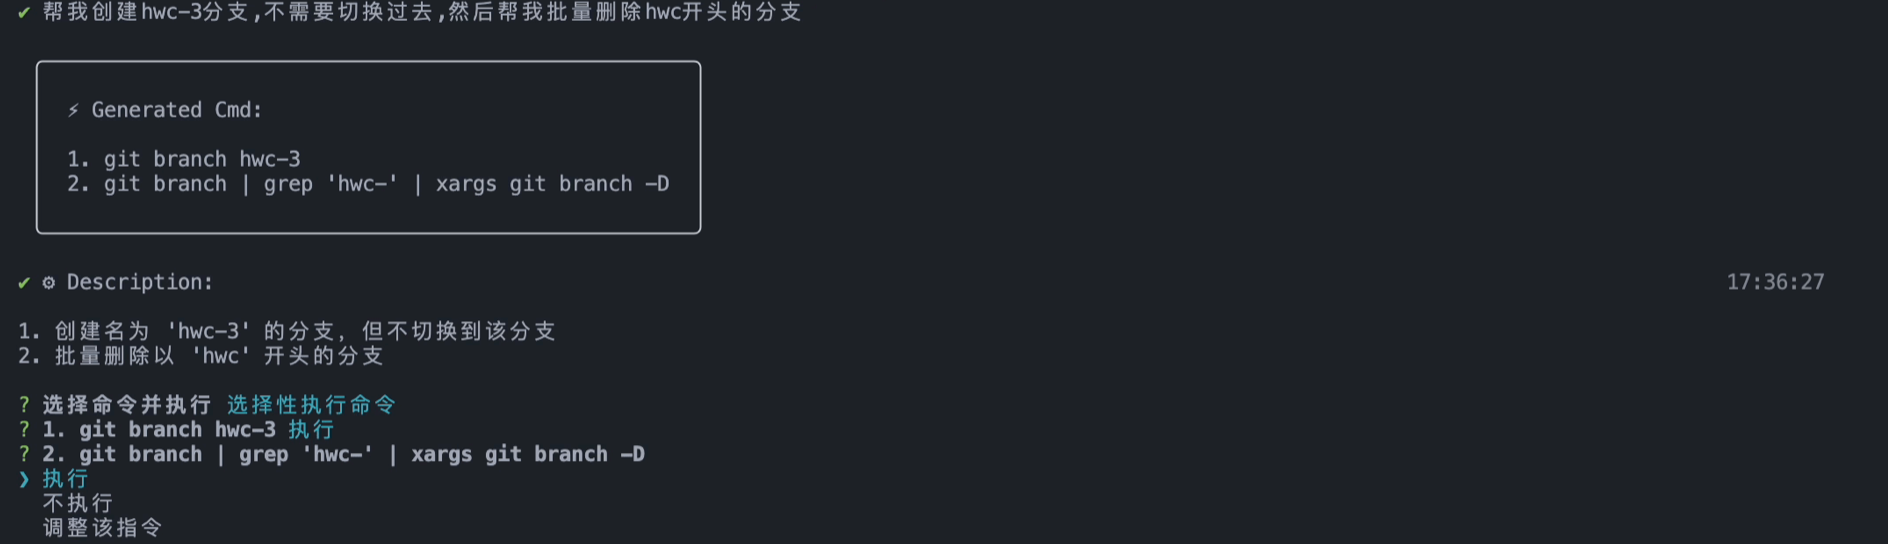 ✔ 帮我创建hwc-3分支,不需要切换过去,然后帮我批量删除hwc开头的分支
⚡ Generated Cmd:
1. git branch hwc-3
2. git branch | grep 'hwc-' | xargs git branch -D
✔ ⚙ Description:
17:36:27
1. 创建名为 'hwc-3' 的分支，但不切换到该分支
2. 批量删除以 'hwc' 开头的分支
? 选择命令并执行 选择性执行命令
? 1. git branch hwc-3 执行
? 2. git branch | grep 'hwc-' | xargs git branch -D
❯ 执行
不执行
调整该指令